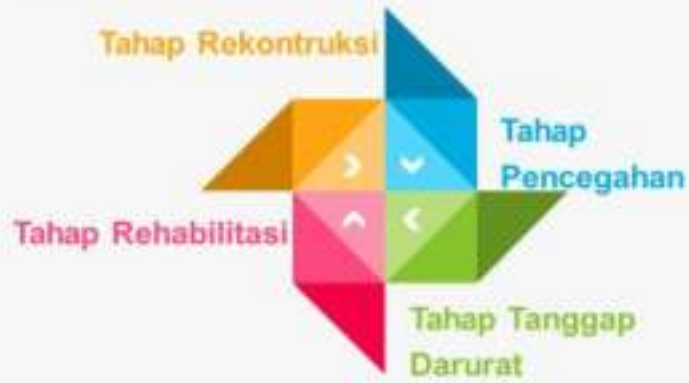 Tahap Rekontruksi
Tahap
Pencegahan
Tahap Rehabilitasi
Tahap Tanggap
Darurat